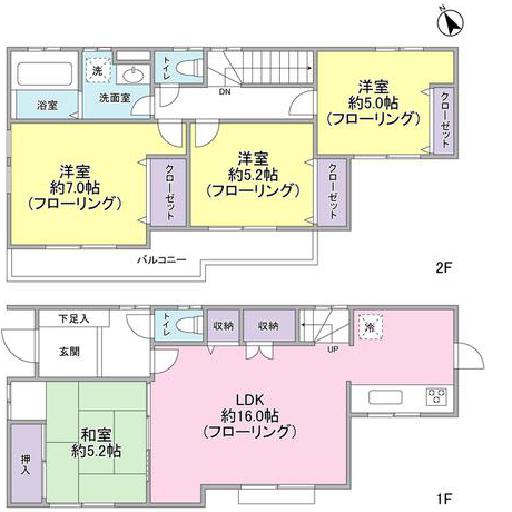 N
トイレ
洗
浴室
洗面室
DN
洋室
約5.0帖
(フローリング)
クローゼット
洋室
約7.0帖
(フローリング)
クローゼット
洋室
約5.2帖
(フローリング)
クローゼット
バルコニー
2F
下足入
トイレ
収納
収納
冷
玄関
UP
LDK
約16.0帖
(フローリング)
和室
約5.2帖
押入
1F